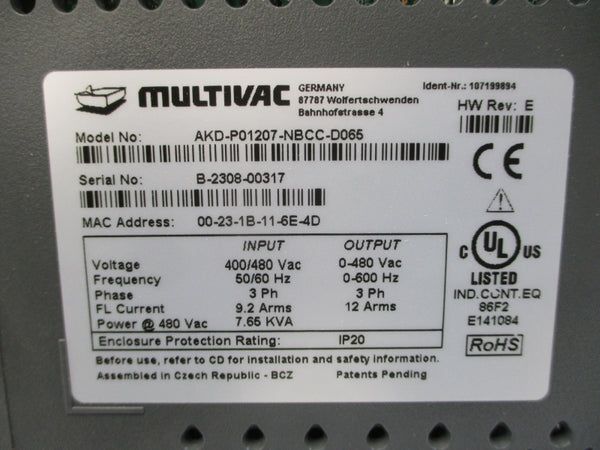 MULTIVAC
GERMANY
87787 Wolfertschwenden
Bahnhofstrasse 4
Ident-Nr.: 107199894
HW Rev: E
Model No: AKD-P01207-NBCC-D065
Serial No: B-2308-00317
MAC Address: 00-23-1B-11-6E-4D
CE
INPUT OUTPUT
Voltage 400/480 Vac 0-480 Vac
Frequency 50/60 Hz 0-600 Hz
Phase 3 Ph 3 Ph
FL Current 9.2 Arms 12 Arms
Power @ 480 Vac 7.65 KVA
Enclosure Protection Rating: IP20
c UL US
LISTED
IND.CONT.EQ
86F2
E141084
RoHS
Before use, refer to CD for installation and safety information.
Assembled in Czech Republic - BCZ Patents Pending